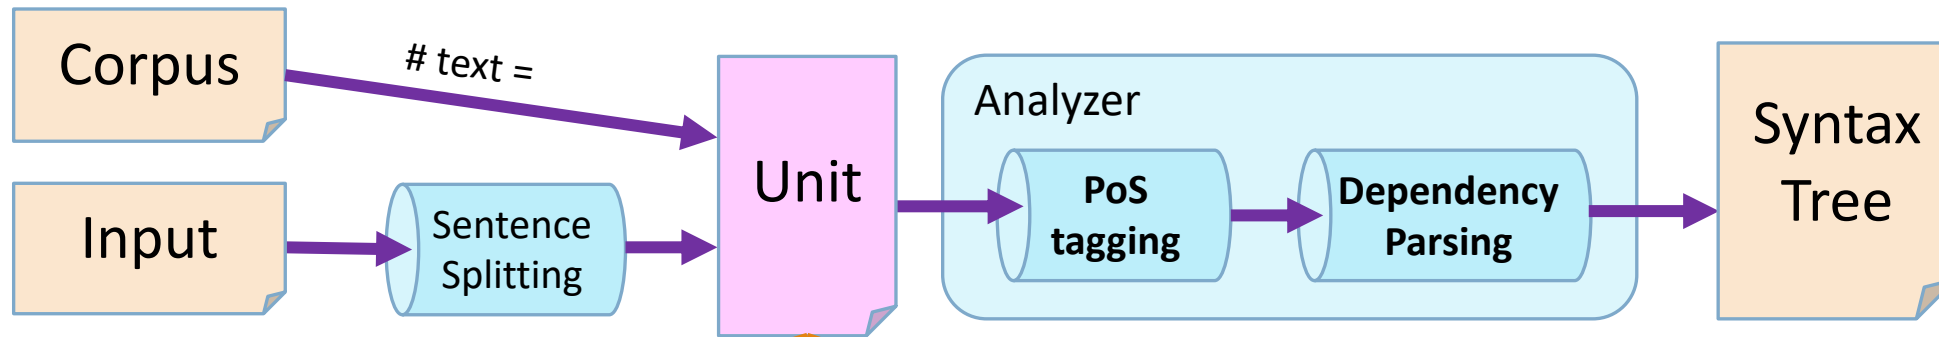 Corpus
# text =
Input
Sentence
Splitting
Unit
Analyzer
PoS
tagging
Dependency
Parsing
Syntax
Tree